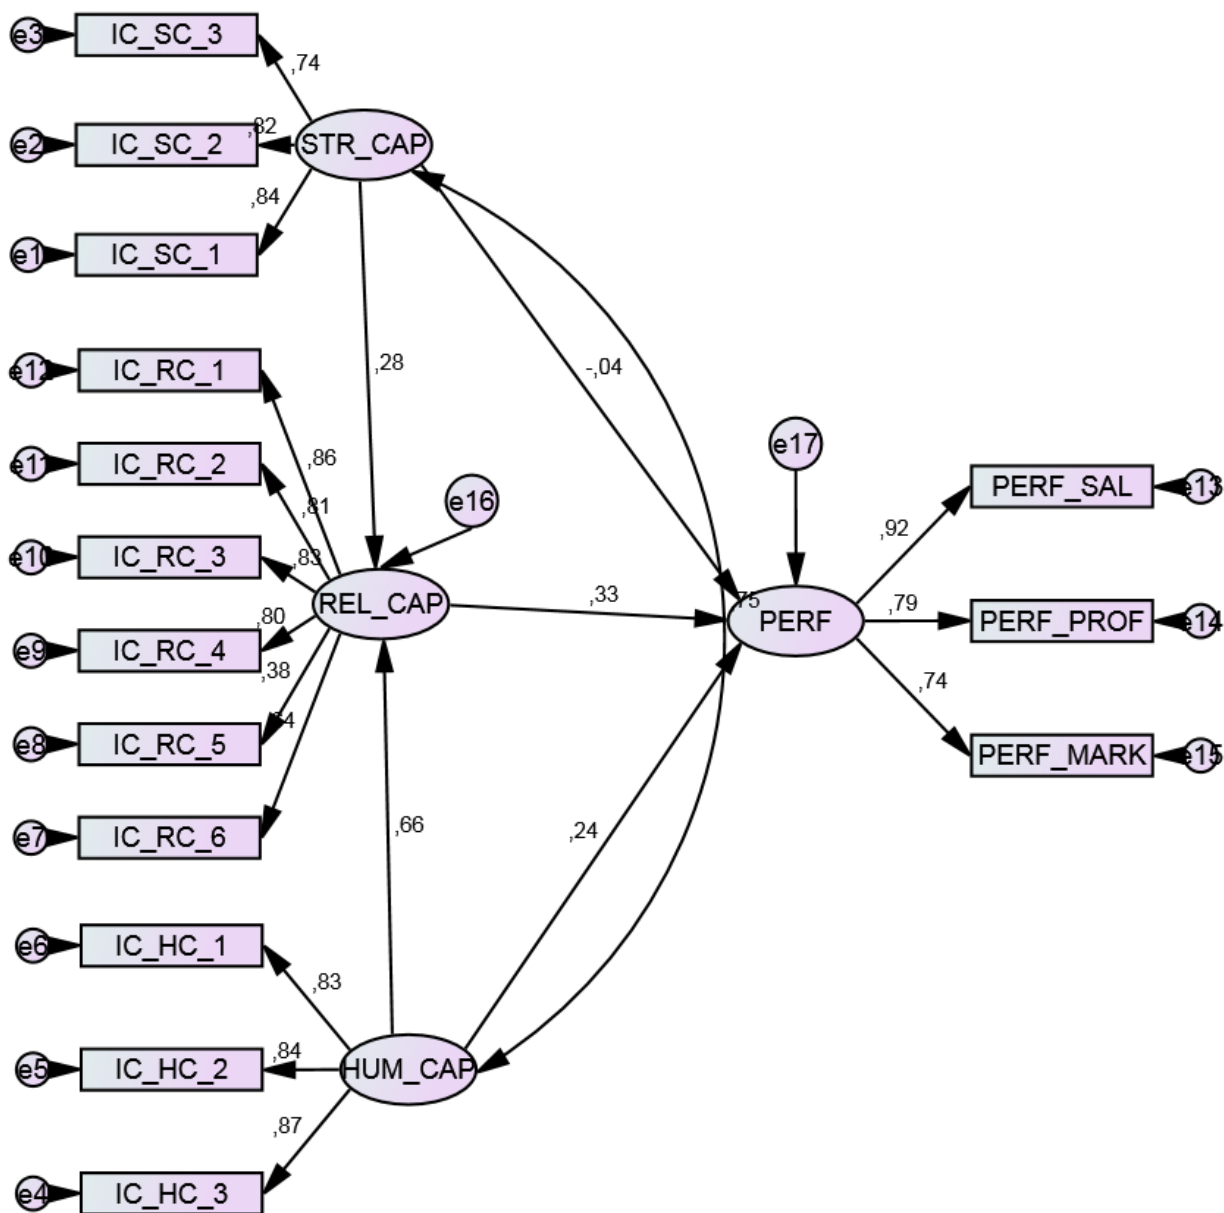 e3
IC_SC_3
,74
e2
IC_SC_2
,82
STR_CAP
,84
e1
IC_SC_1
e12
IC_RC_1
,28
-,04
e11
IC_RC_2
,86
,81
e16
e17
PERF_SAL
e13
,92
e10
IC_RC_3
,83
REL_CAP
,33
,75
PERF
,79
PERF_PROF
e14
,80
e9
IC_RC_4
,38
,74
e8
IC_RC_5
PERF_MARK
e15
e7
IC_RC_6
,66
,24
e6
IC_HC_1
,83
e5
IC_HC_2
,84
HUM_CAP
,87
e4
IC_HC_3